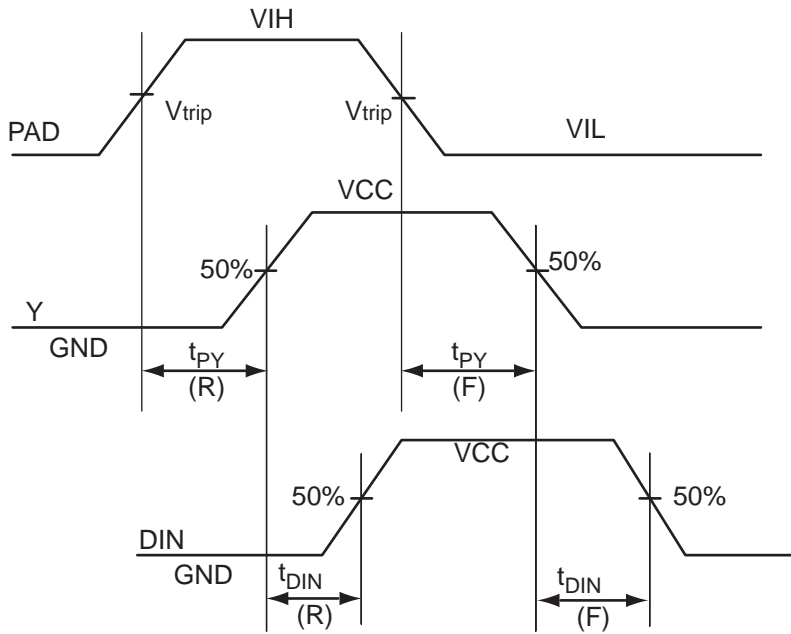 VIH
Vtrip
Vtrip
PAD
VIL
VCC
50%
50%
Y
GND
tPY
(R)
tPY
(F)
VCC
50%
50%
DIN
GND
tDIN
(R)
tDIN
(F)